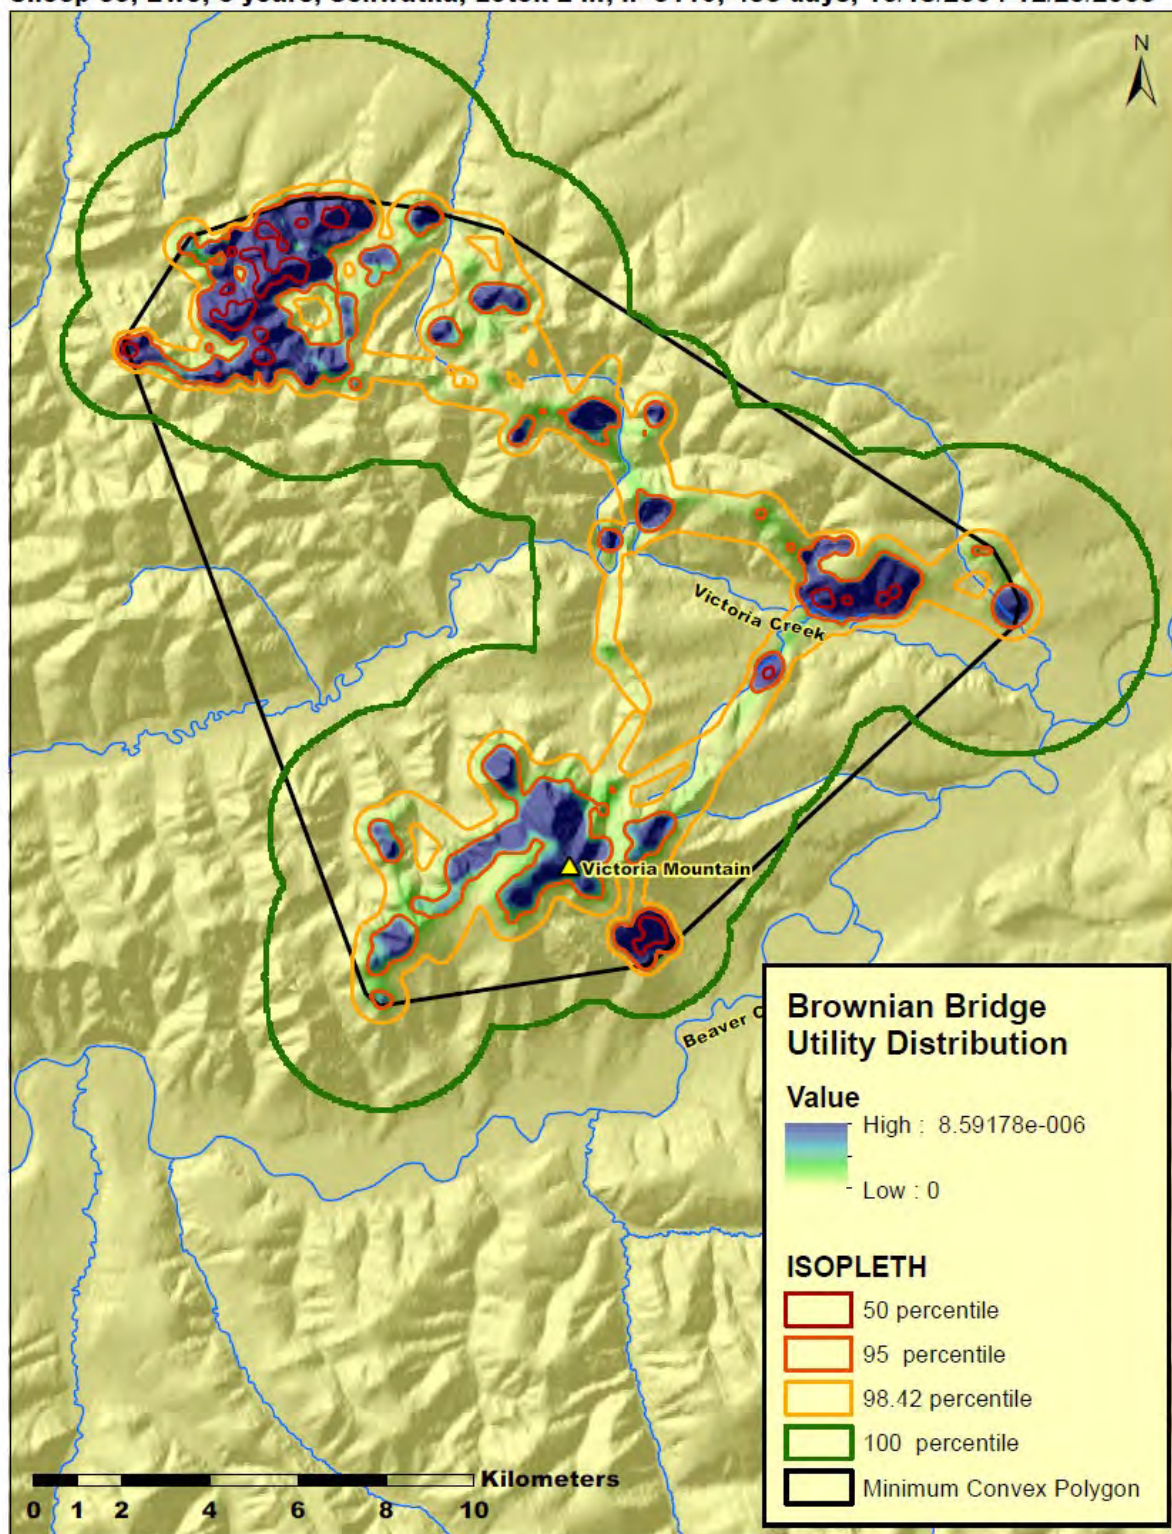 N
Victoria Creek
Victoria Mountain
Beaver
Brownian Bridge
Utility Distribution
Value
High : 8.59178e-006
Low : 0
ISOPLETH
50 percentile
95 percentile
98.42 percentile
100 percentile
Minimum Convex Polygon
Kilometers
0 1 2 4 6 8 10